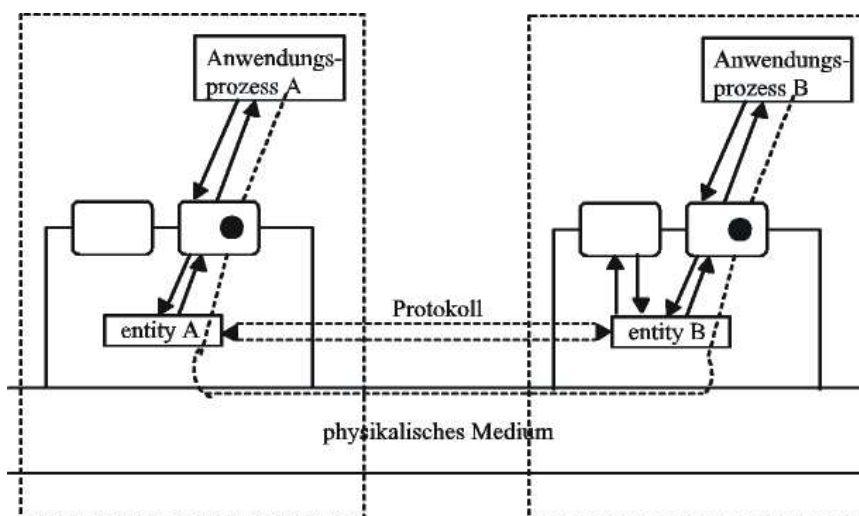 Anwendungs-
prozess A
Anwendungs-
prozess B
Protokoll
entity A
entity B
physikalisches Medium